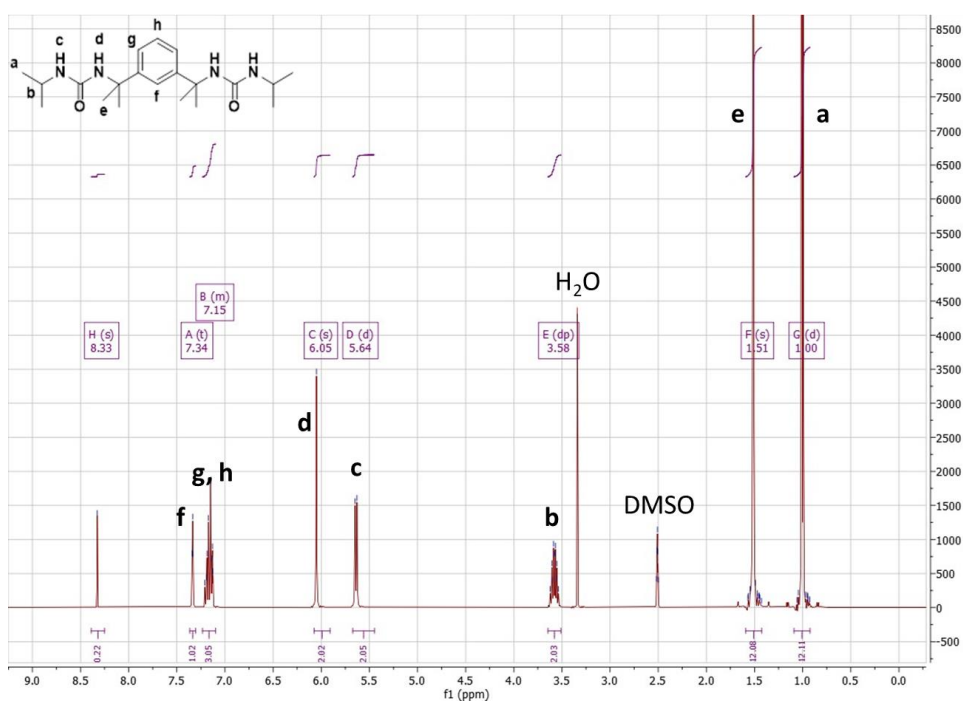 h
c
d
g
H
N
H
N
H
N
H
N
a
b
O
O
e
f
e
a
H2O
B (m)
7.15
H (s)
8.33
A (t)
7.34
C (s)
6.05
D (d)
5.64
E (dp)
3.58
F (s)
1.51
G (d)
1.00
d
g, h
c
f
b
DMSO
8500
8000
7500
7000
6500
6000
5500
5000
4500
4000
3500
3000
2500
2000
1500
1000
500
0
-500
0.22
1.02
3.05
2.02
2.05
2.03
12.08
12.11
9.0
8.5
8.0
7.5
7.0
6.5
6.0
5.5
5.0
4.5
4.0
3.5
3.0
2.5
2.0
1.5
1.0
0.5
0.0
f1 (ppm)